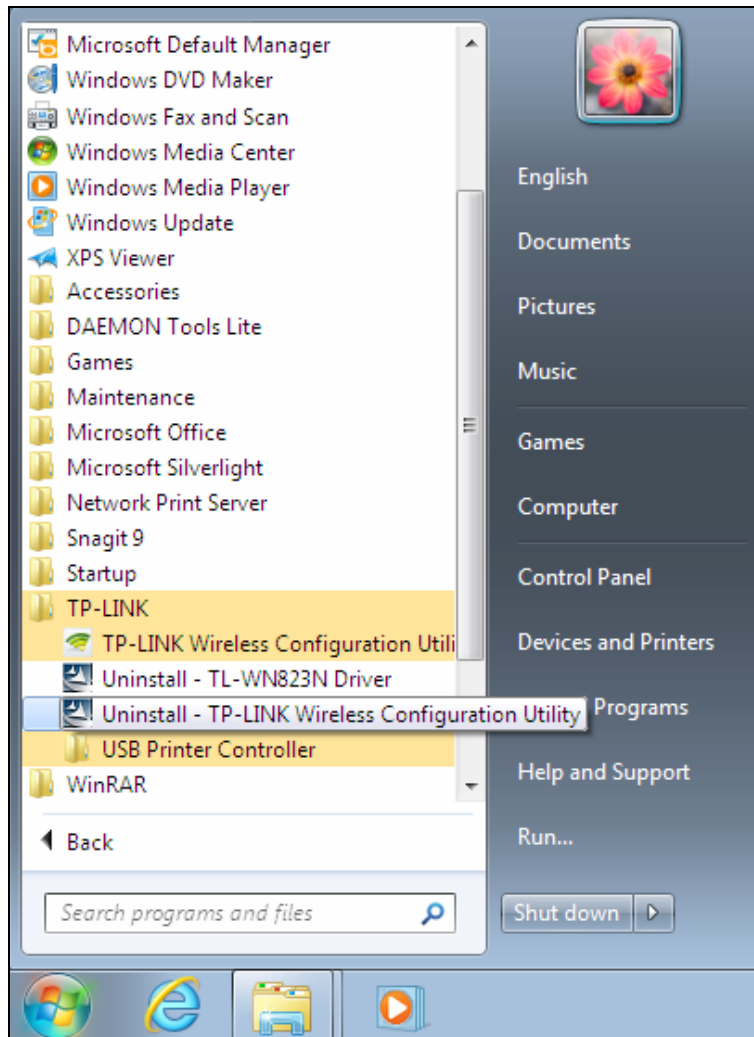 Microsoft Default Manager
Windows DVD Maker
Windows Fax and Scan
Windows Media Center
Windows Media Player
Windows Update
XPS Viewer
Accessories
DAEMON Tools Lite
Games
Maintenance
Microsoft Office
Microsoft Silverlight
Network Print Server
Snagit 9
Startup
TP-LINK
TP-LINK Wireless Configuration Utili
Uninstall - TL-WN823N Driver
Uninstall - TP-LINK Wireless Configuration Utility
USB Printer Controller
WinRAR
Back
Search programs and files
English
Documents
Pictures
Music
Games
Computer
Control Panel
Devices and Printers
Programs
Help and Support
Run...
Shut down